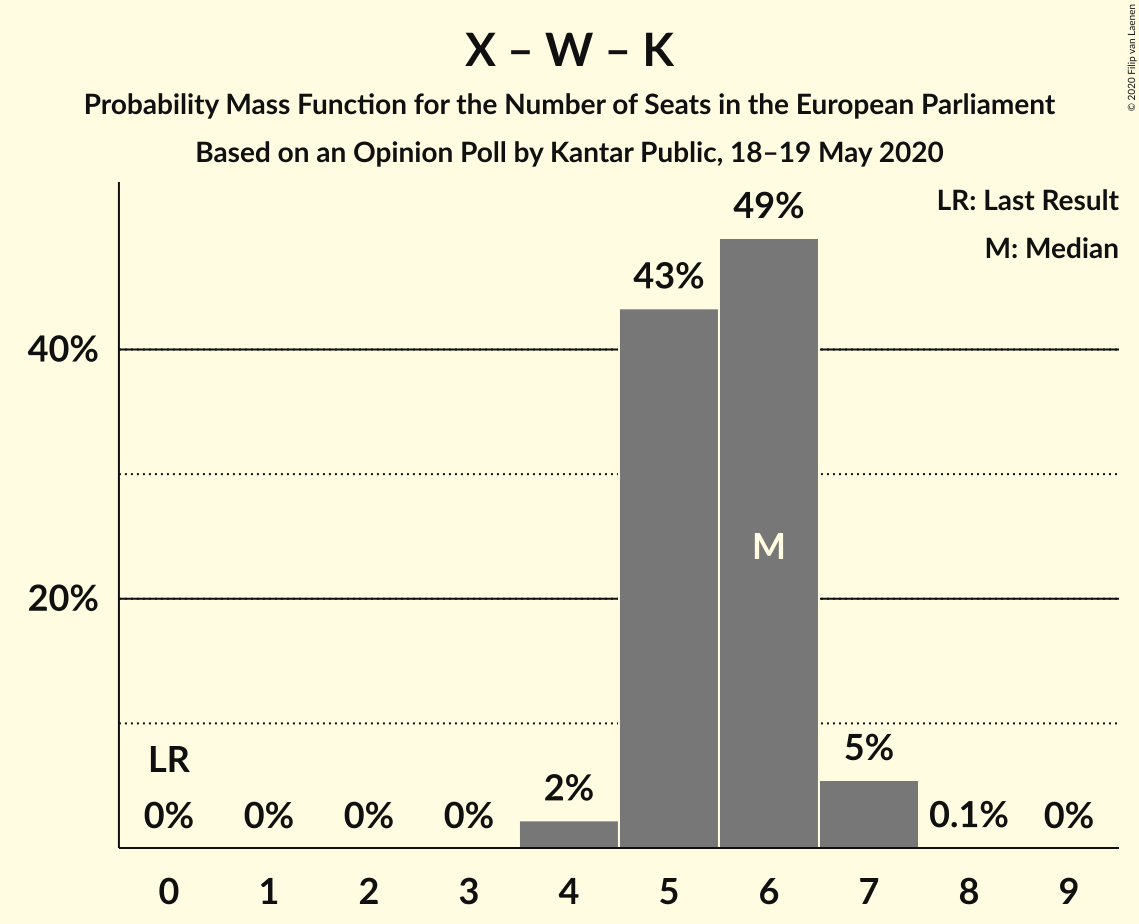 X – W – K
Probability Mass Function for the Number of Seats in the European Parliament
Based on an Opinion Poll by Kantar Public, 18–19 May 2020
© 2020 Filip van Laenen
LR: Last Result
M: Median
49%
43%
40%
M
20%
LR
5%
2%
0% 0% 0% 0% 0.1% 0%
0 1 2 3 4 5 6 7 8 9